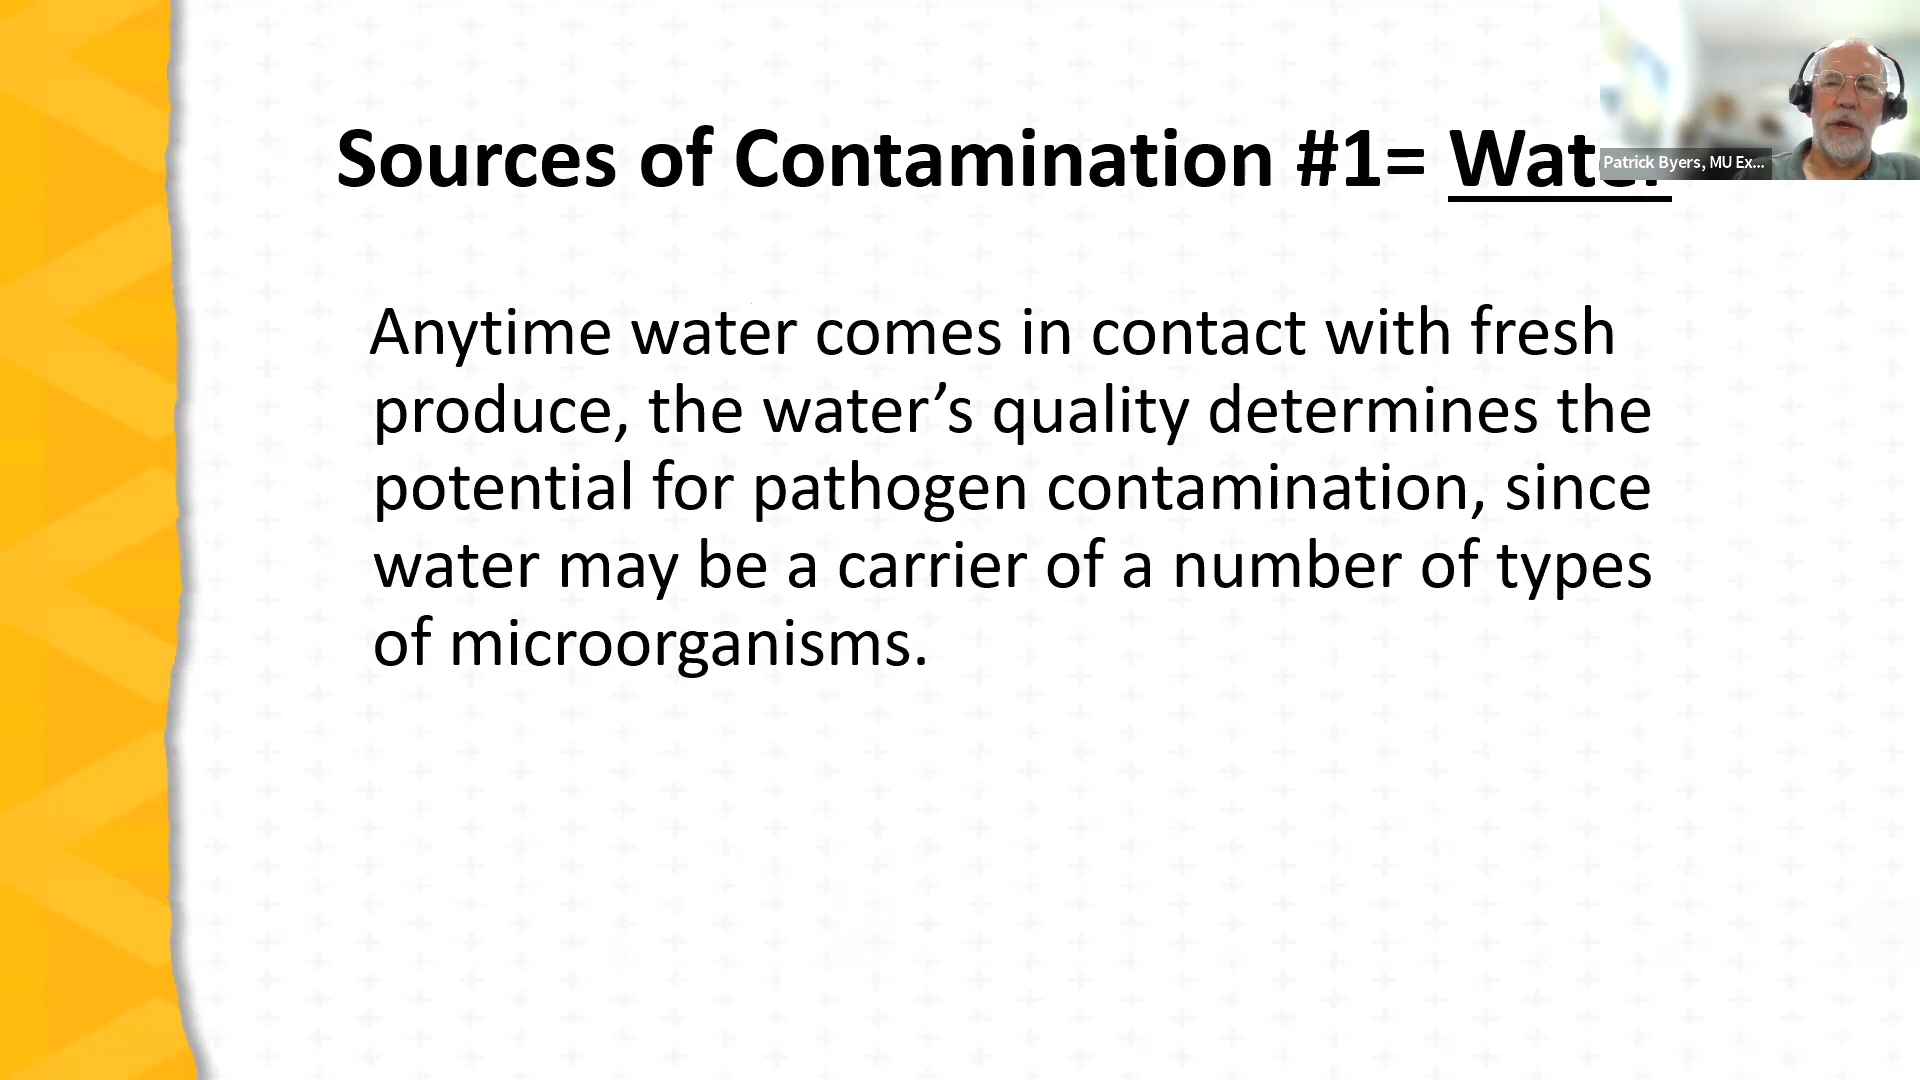 Sources of Contamination #1= Water
Patrick Byers, MU Ex...
Anytime water comes in contact with fresh
produce, the water’s quality determines the
potential for pathogen contamination, since
water may be a carrier of a number of types
of microorganisms.